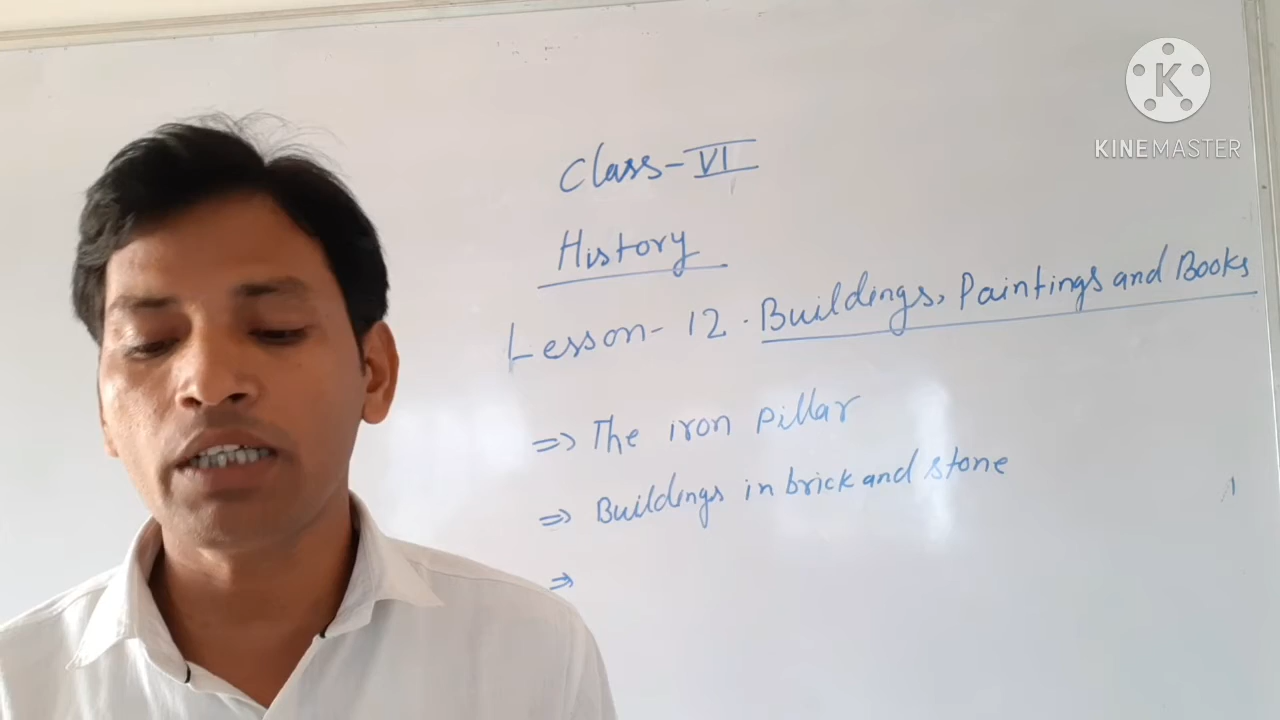 K
KINEMASTER
Class-VI
History
Lesson-12. Buildings, Paintings and Books
⇒ The iron pillar
⇒ Buildings in brick and stone
⇒